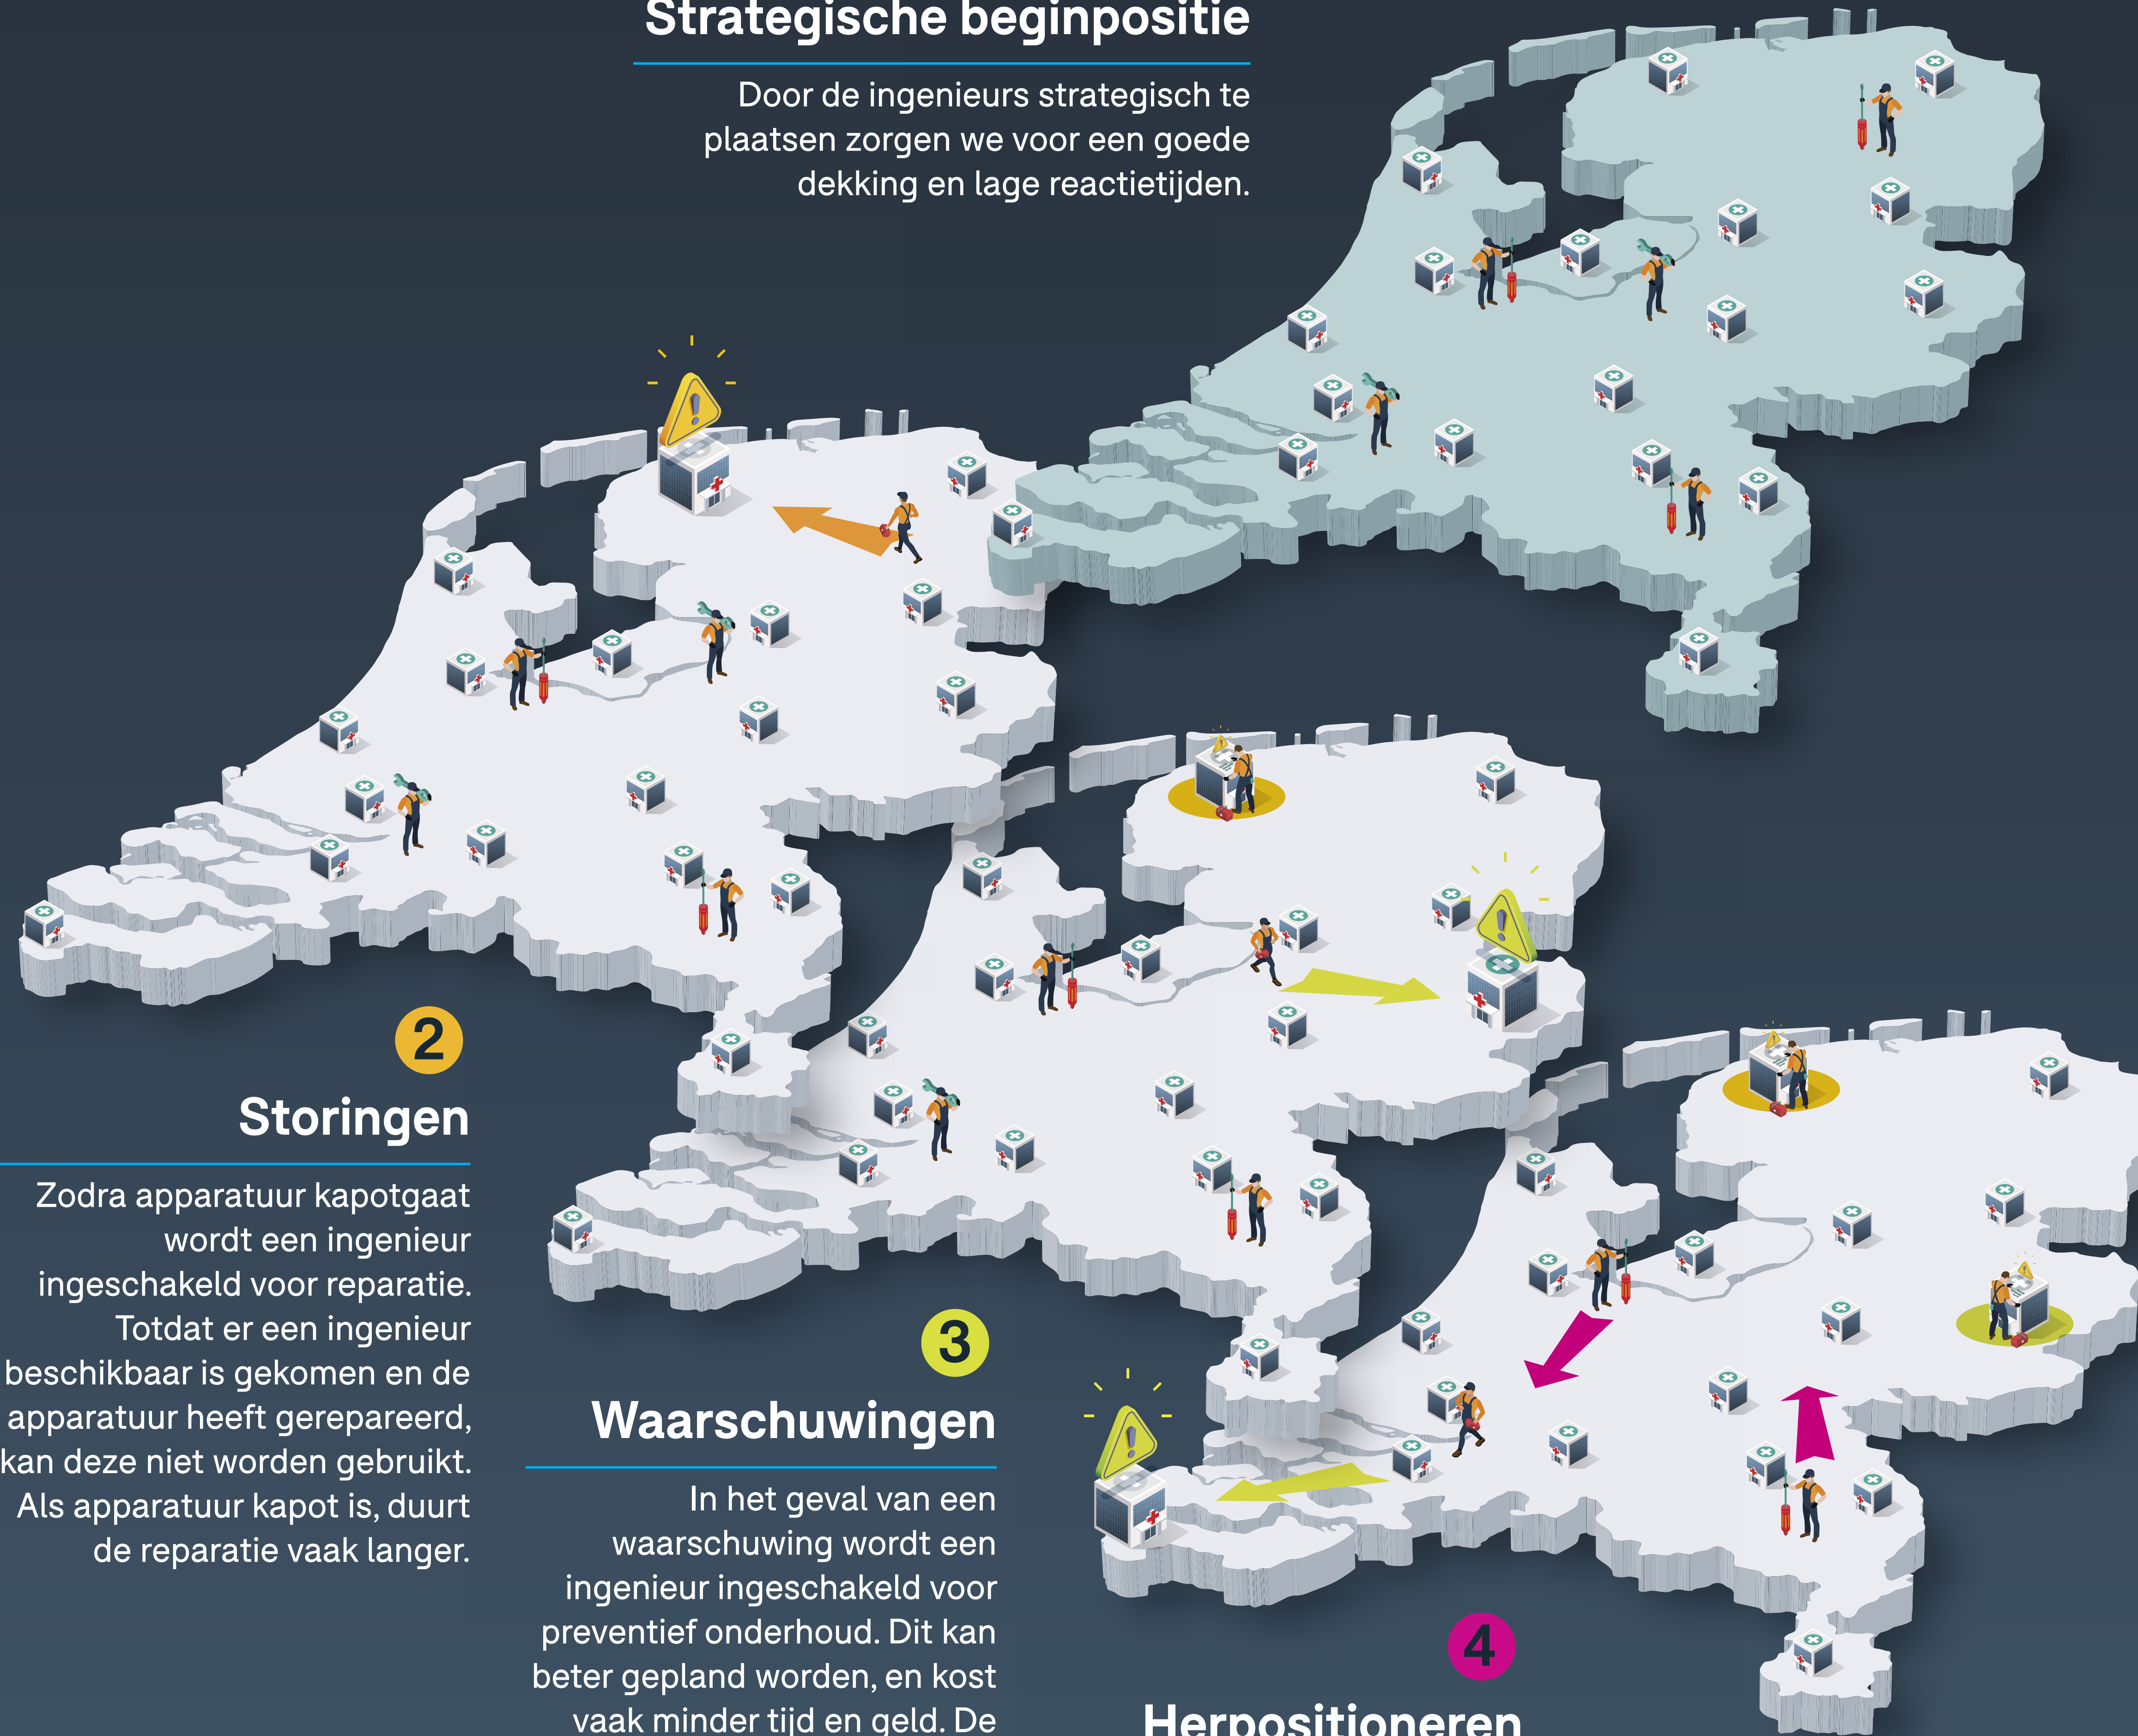 Strategische beginpositie
Door de ingenieurs strategisch te
plaatsen zorgen we voor een goede
dekking en lage reactietijden.
2
Storingen
Zodra apparatuur kapotgaat
wordt een ingenieur
ingeschakeld voor reparatie.
Totdat er een ingenieur
beschikbaar is gekomen en de
apparatuur heeft gerepareerd,
kan deze niet worden gebruikt.
Als apparatuur kapot is, duurt
de reparatie vaak langer.
3
Waarschuwingen
In het geval van een
waarschuwing wordt een
ingenieur ingeschakeld voor
preventief onderhoud. Dit kan
beter gepland worden, en kost
vaak minder tijd en geld. De
4
Herpositioneren